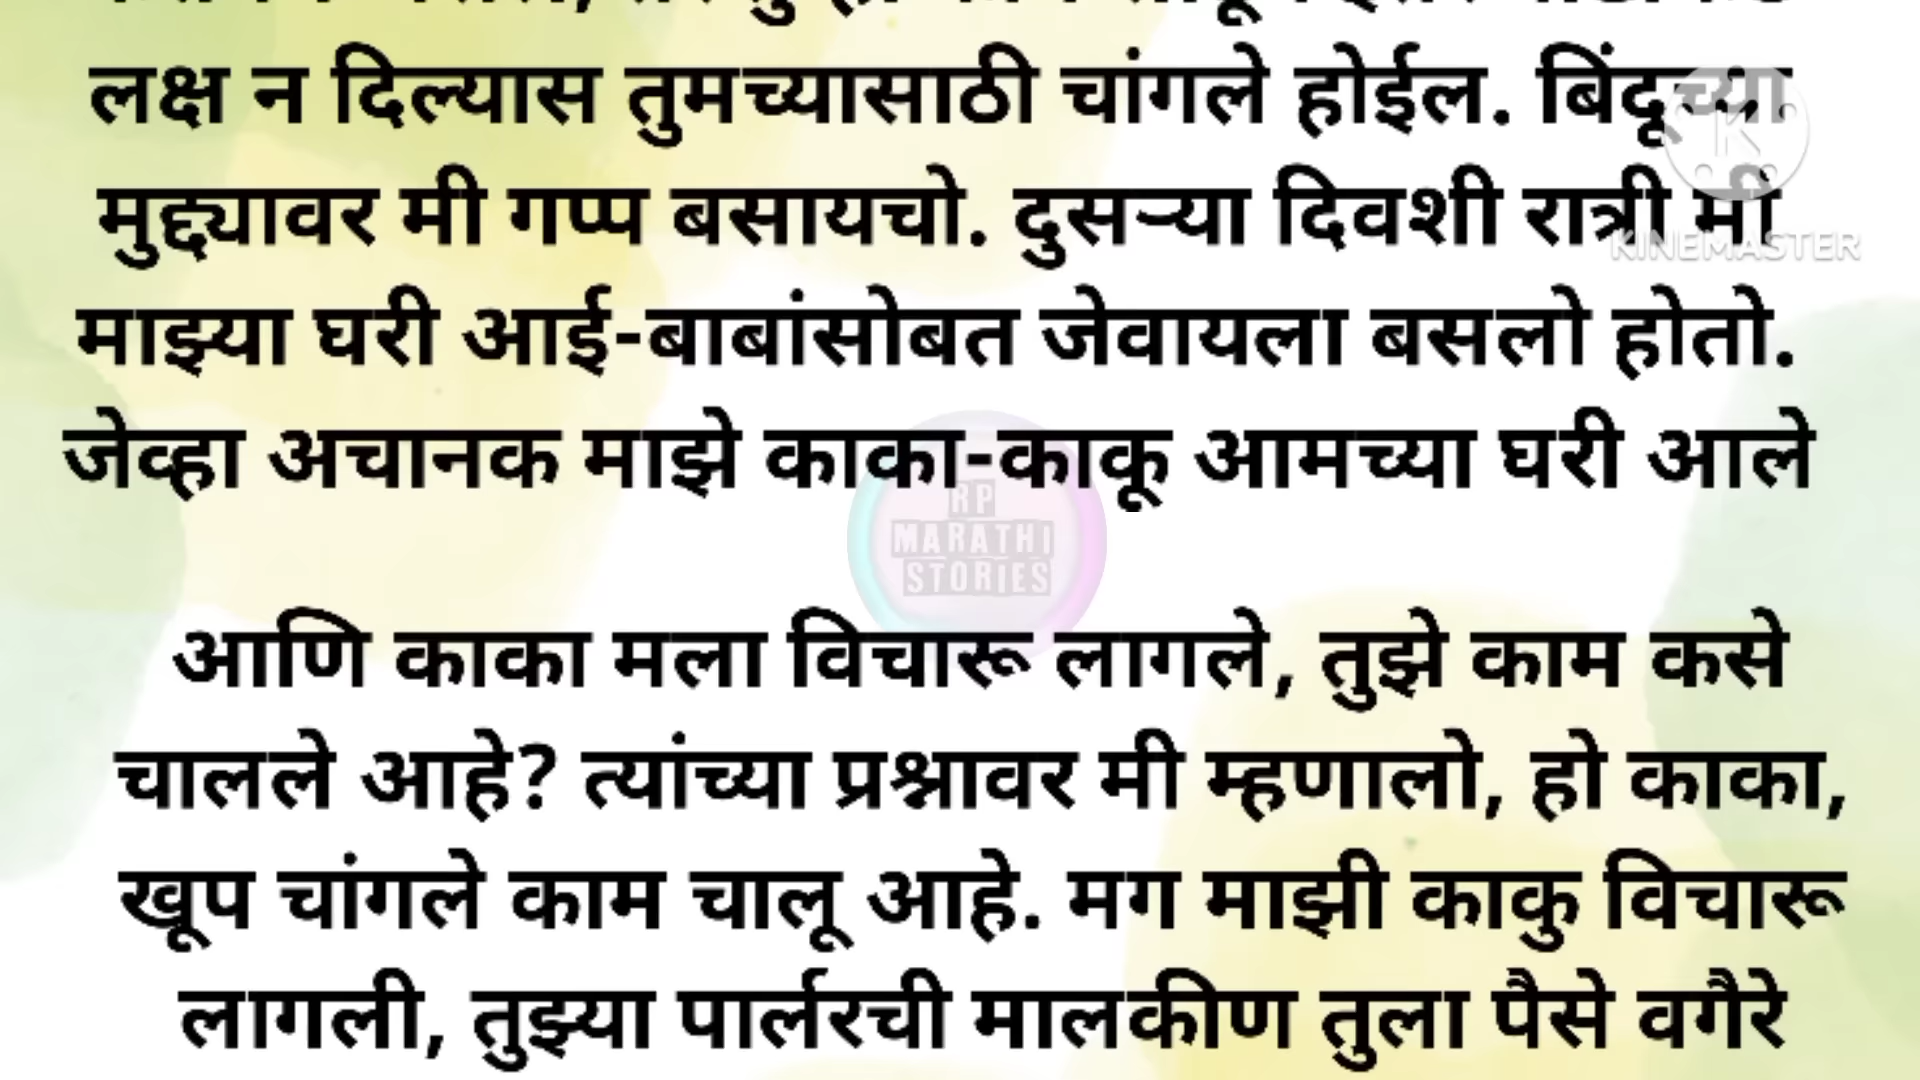 लक्ष न दिल्यास तुमच्यासाठी चांगले होईल. बिंदूच्या
मुद्द्यावर मी गप्प बसायचो. दुसऱ्या दिवशी रात्री मी
KINEMASTER
माझ्या घरी आई-बाबांसोबत जेवायला बसलो होतो.
जेव्हा अचानक माझे काका-काकू आमच्या घरी आले
RP
MARATHI
STORIES
आणि काका मला विचारू लागले, तुझे काम कसे
चालले आहे? त्यांच्या प्रश्नावर मी म्हणालो, हो काका,
खूप चांगले काम चालू आहे. मग माझी काकु विचारू
लागली, तुझ्या पार्लरची मालकीण तुला पैसे वगैरे